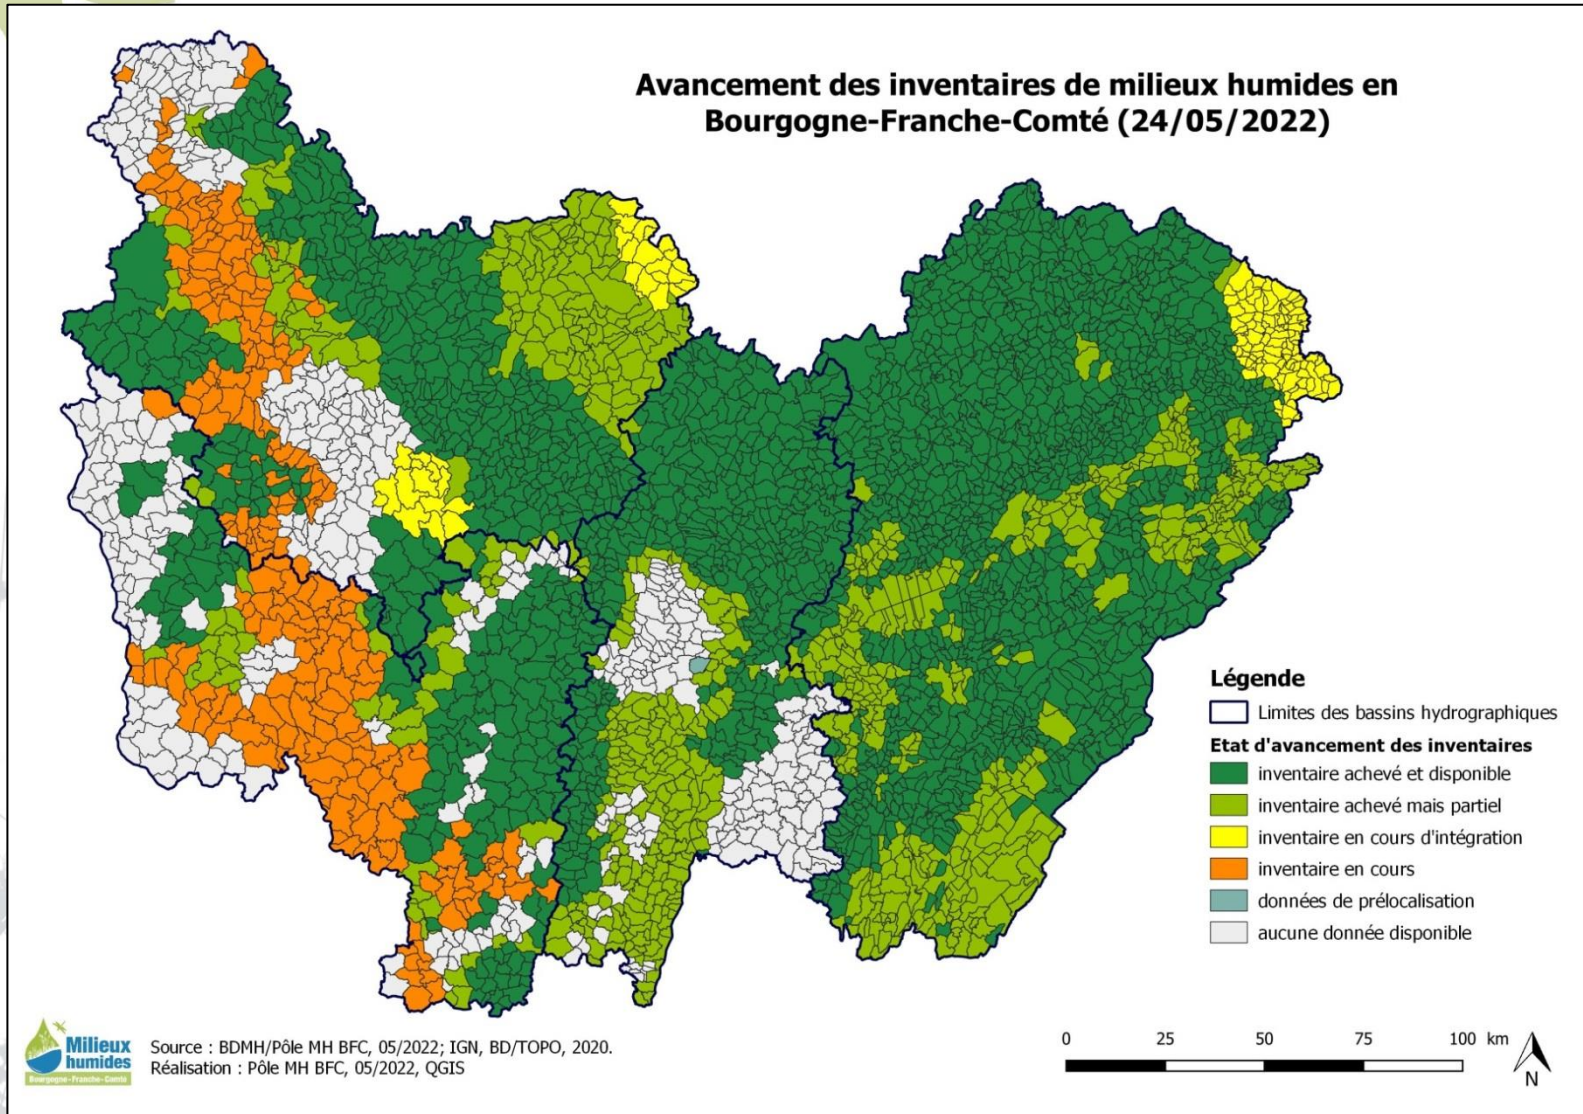 Avancement des inventaires de milieux humides en
Bourgogne-Franche-Comté (24/05/2022)
Légende
Limites des bassins hydrographiques
Etat d'avancement des inventaires
inventaire achevé et disponible
inventaire achevé mais partiel
inventaire en cours d'intégration
inventaire en cours
données de prélocalisation
aucune donnée disponible
Milieux
humides
Bourgogne-Franche-Comté
Source : BDMH/Pôle MH BFC, 05/2022; IGN, BD/TOPO, 2020.
Réalisation : Pôle MH BFC, 05/2022, QGIS
0 25 50 75 100 km
N